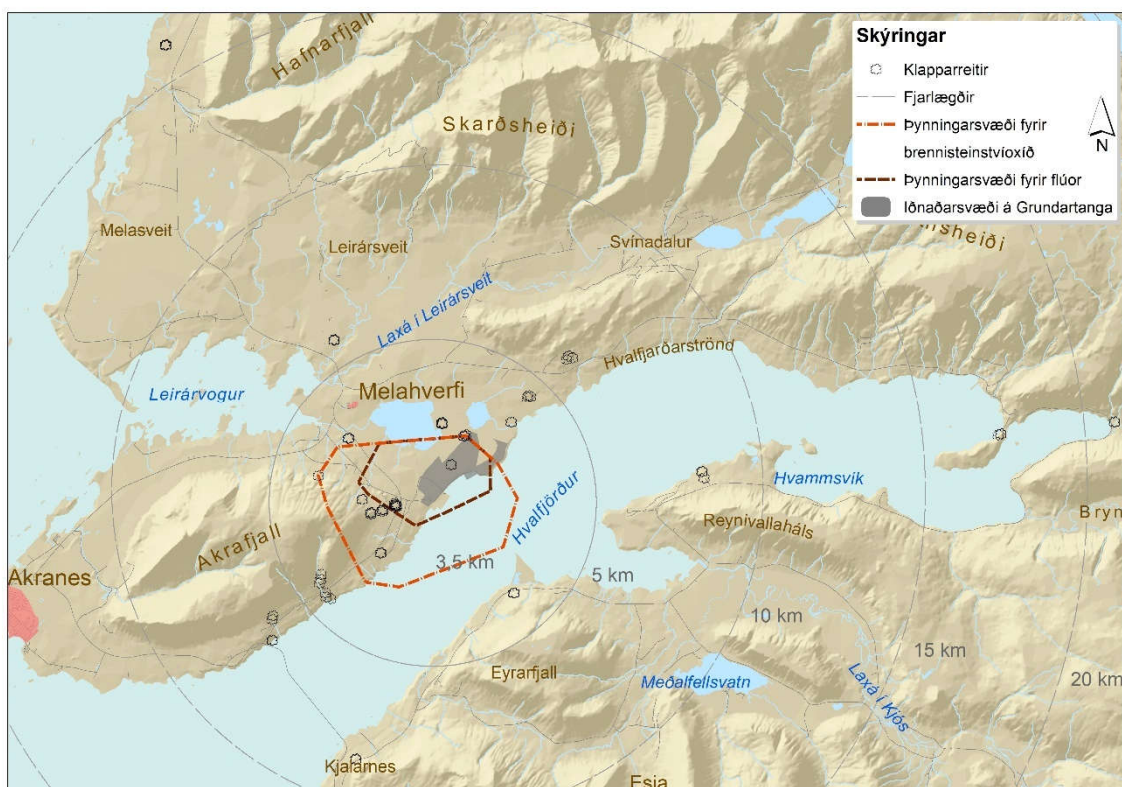 Skýringar
Klapparreitir
Fjarlægðir
Þynningarsvæði fyrir
brennisteinstvíoxíð
Þynningarsvæði fyrir flúor
Iðnaðarsvæði á Grundartanga
N
Hafnarfjall
Skarðsheiði
Melasveit
Leirársveit
Svínadalur
Laxá í Leirársveit
Hvalfjarðarströnd
Leirárvogur
Melahverfi
Hvalfjörður
Hvammsvík
Reynivallaháls
Akrafjall
Akranes
3.5 km
5 km
10 km
15 km
20 km
Eyrarfjall
Meðalfellsvatn
Laxá í Kjós
Kjalarnes
Esja
Bryn